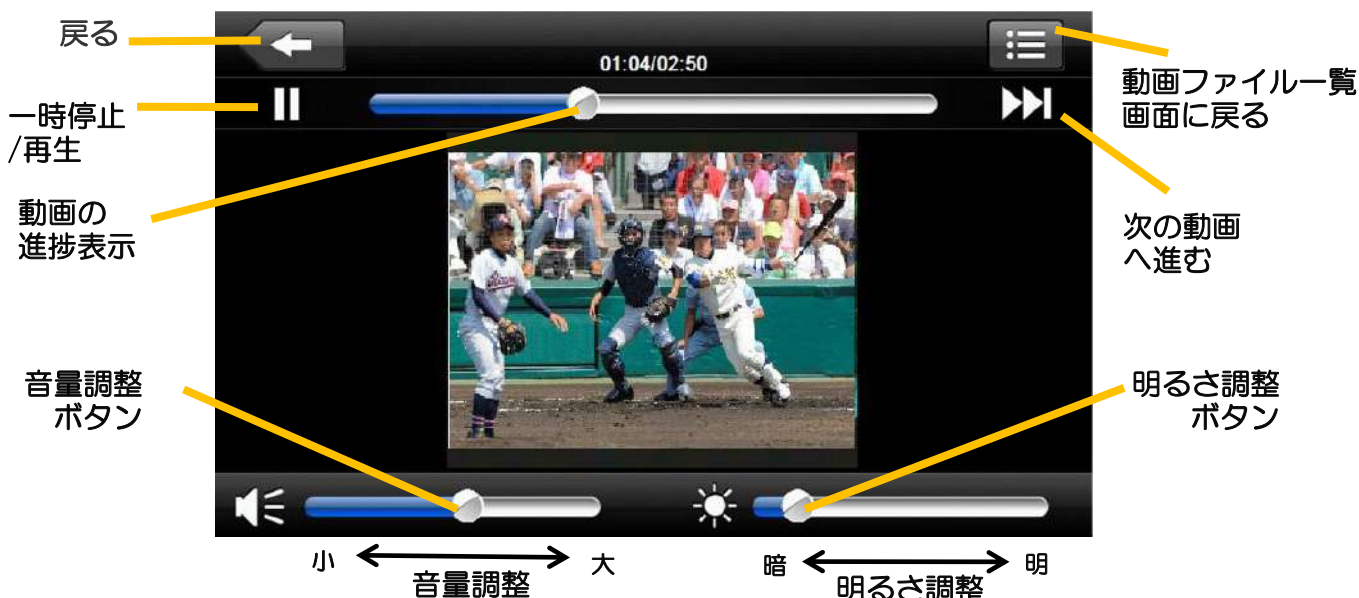 戻る
01:04/02:50
動画ファイル一覧
画面に戻る
一時停止
/再生
動画の
進捗表示
次の動画
へ進む
音量調整
ボタン
明るさ調整
ボタン
小
大
音量調整
暗
明
明るさ調整